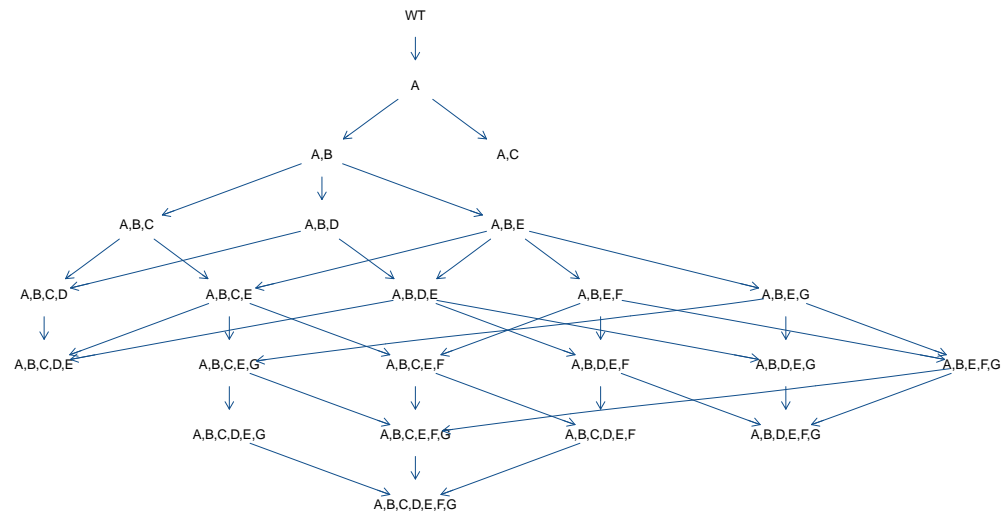 WT
A
A,B
A,C
A,B,C
A,B,D
A,B,E
A,B,C,D
A,B,C,E
A,B,D,E
A,B,E,F
A,B,E,G
A,B,C,D,E
A,B,C,E,G
A,B,C,E,F
A,B,D,E,F
A,B,D,E,G
A,B,E,F,G
A,B,C,D,E,G
A,B,C,E,F,G
A,B,C,D,E,F
A,B,D,E,F,G
A,B,C,D,E,F,G